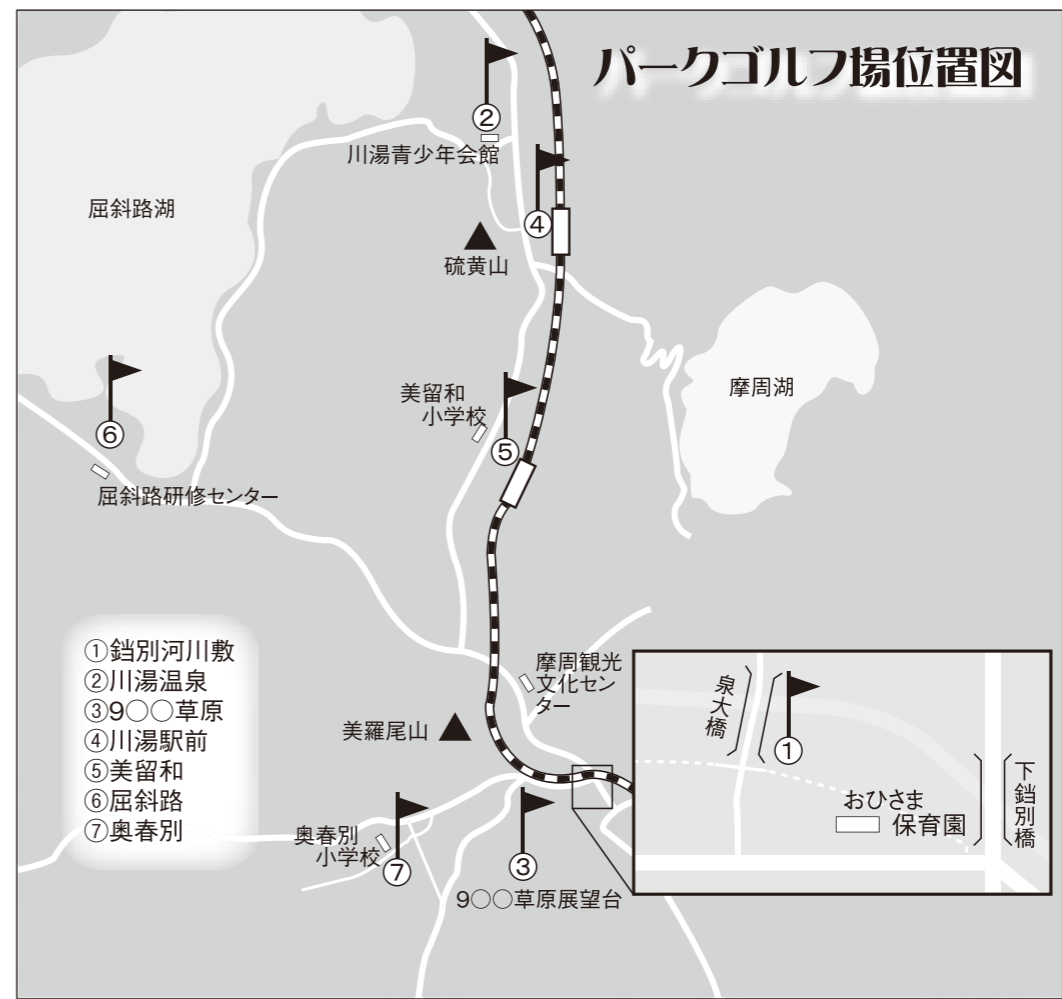 パークゴルフ場位置図
②
川湯青少年会館
④
屈斜路湖
硫黄山
摩周湖
美留和
小学校
⑤
⑥
屈斜路研修センター
①鐺別河川敷
②川湯温泉
③9〇〇草原
④川湯駅前
⑤美留和
⑥屈斜路
⑦奥春別
摩周観光
文化セン
ター
美羅尾山
泉大橋
①
おひさま
保育園
下鐺別橋
奥春別
小学校
⑦
③
9〇〇草原展望台